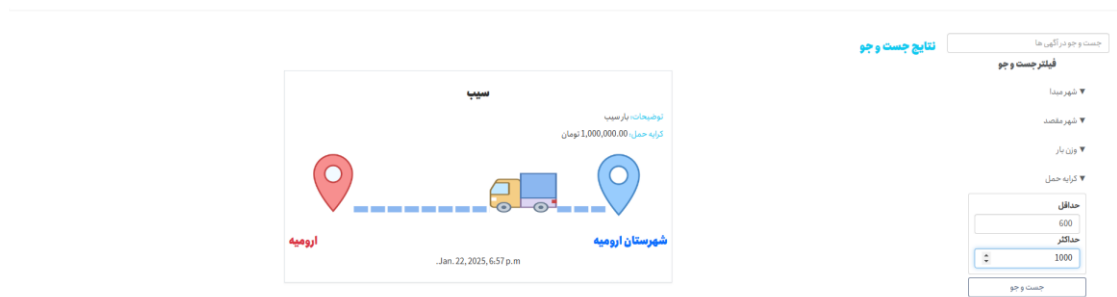 جست و جو در آگهی ها
فیلتر جست و جو
▼ شهر مبدا
▼ شهر مقصد
▼ وزن بار
▼ کرایه حمل
حداقل
600
حداکثر
1000
جست و جو
نتایج جست و جو
سیب
توضیحات: بار سیب
کرایه حمل: 1,000,000.00 تومان
شهرستان ارومیه
ارومیه
Jan. 22, 2025, 6:57 p.m..